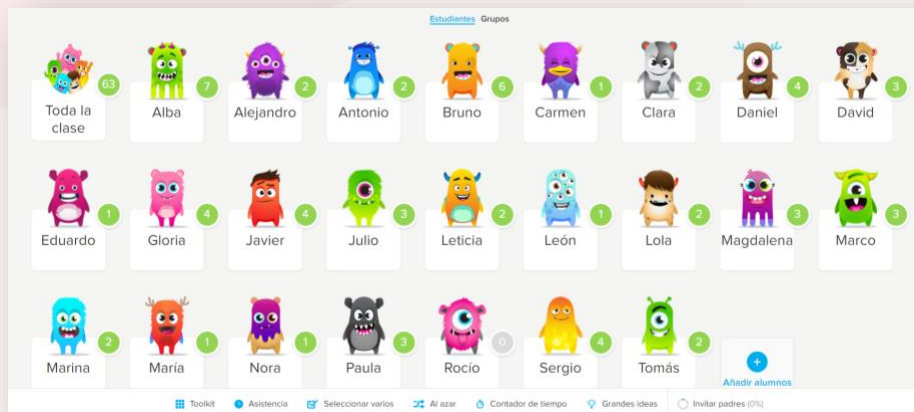 Estudiantes Grupos
63 7 2 2 6 1 2 4 3
Toda la clase Alba Alejandro Antonio Bruno Carmen Clara Daniel David
1 4 4 3 2 1 2 3 3
Eduardo Gloria Javier Julio Leticia León Lola Magdalena Marco
2 1 1 3 0 4 2
Marina María Nora Paula Rocío Sergio Tomás
+
Añadir alumnos
Toolkit Asistencia Seleccionar varios Al azar Contador de tiempo Grandes ideas Invitar padres (0%)